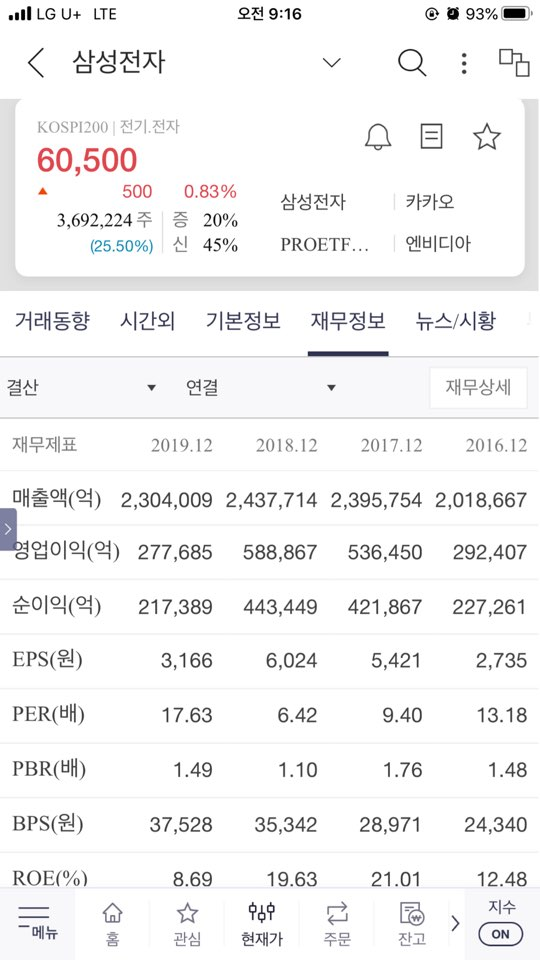 LG U+ LTE 오전 9:16 93%
삼성전자
KOSPI200 | 전기.전자
60,500
▲ 500 0.83%
3,692,224 주 증 20% 삼성전자 카카오
(25.50%) 신 45% PROETF… 엔비디아
거래동향 시간외 기본정보 재무정보 뉴스/시황
결산 ▼ 연결 ▼ 재무상세
재무제표 2019.12 2018.12 2017.12 2016.12
매출액(억) 2,304,009 2,437,714 2,395,754 2,018,667
영업이익(억) 277,685 588,867 536,450 292,407
순이익(억) 217,389 443,449 421,867 227,261
EPS(원) 3,166 6,024 5,421 2,735
PER(배) 17.63 6.42 9.40 13.18
PBR(배) 1.49 1.10 1.76 1.48
BPS(원) 37,528 35,342 28,971 24,340
ROE(%) 8.69 19.63 21.01 12.48
메뉴 홈 관심 현재가 주문 잔고 지수
ON